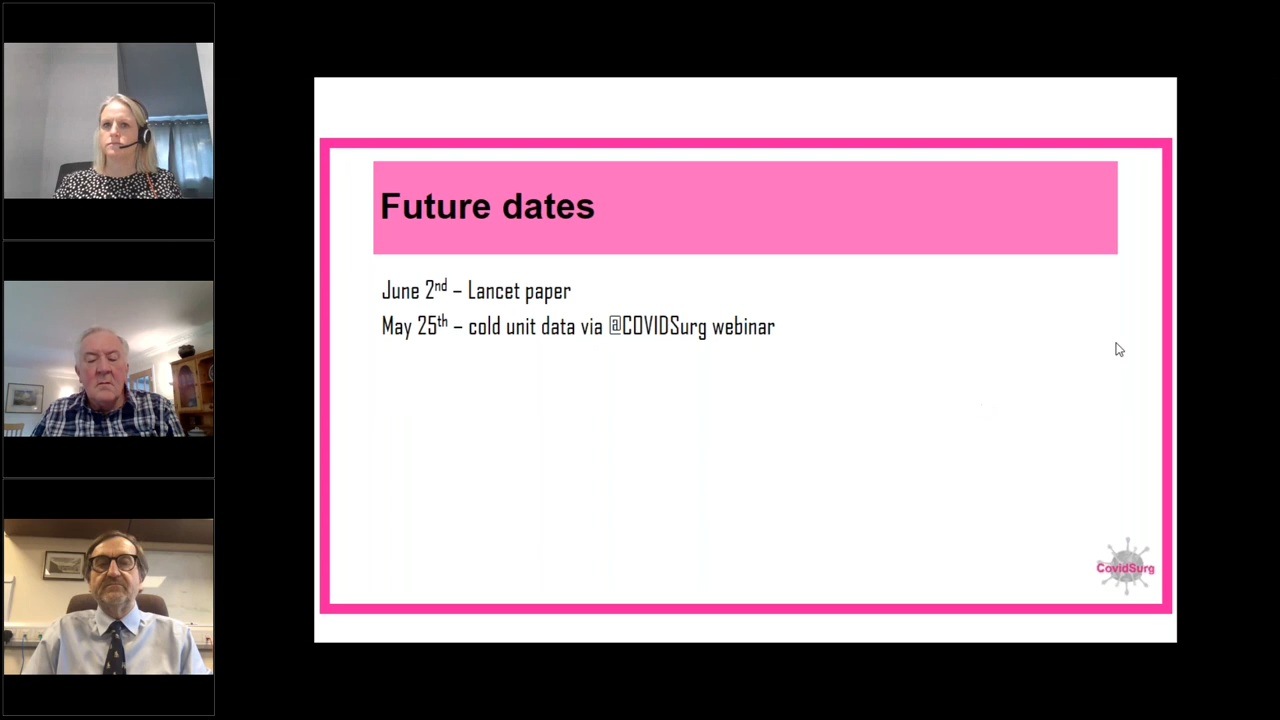 Future dates
June 2nd – Lancet paper
May 25th – cold unit data via @COVIDSurg webinar
CovidSurg